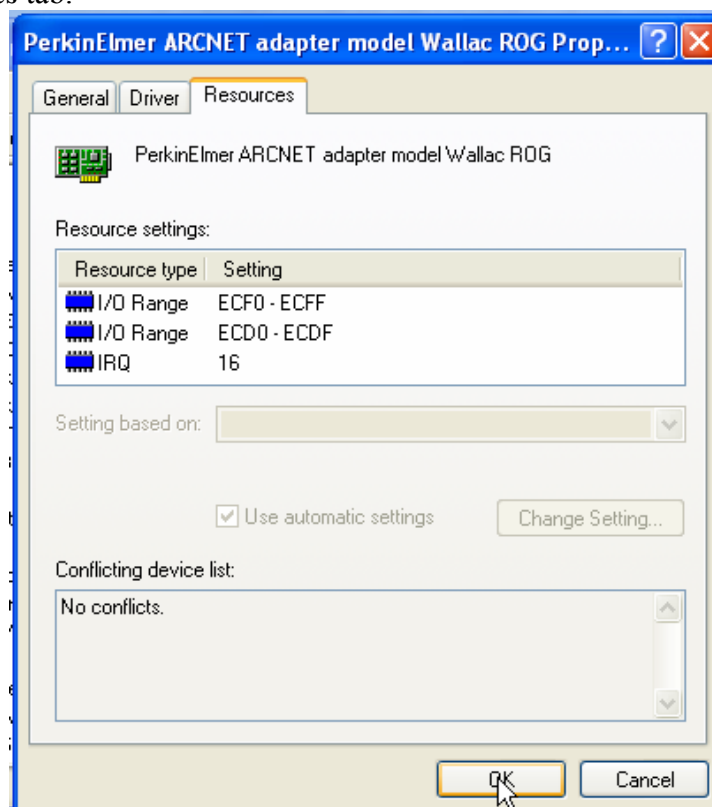 es tab.
PerkinElmer ARCNET adapter model Wallac ROG Prop... ?
General Driver Resources
PerkinElmer ARCNET adapter model Wallac ROG
Resource settings:
Resource type Setting
I/O Range ECF0 - ECFF
I/O Range ECD0 - ECDF
IRQ 16
Setting based on:
Use automatic settings Change Setting...
Conflicting device list:
No conflicts.
OK Cancel